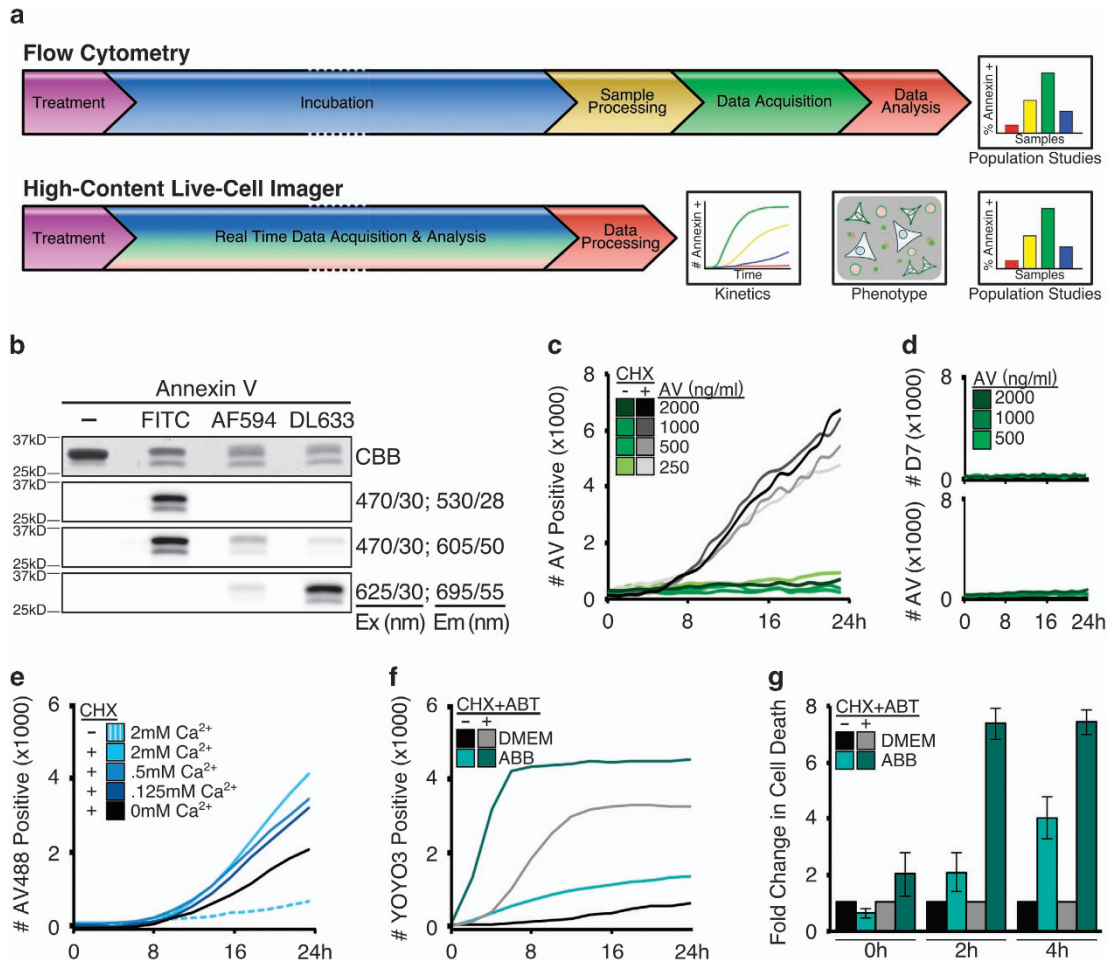 a
Flow Cytometry
Treatment
Incubation
Sample
Processing
Data Acquisition
Data
Analysis
% Annexin +
Samples
Population Studies
High-Content Live-Cell Imager
Treatment
Real Time Data Acquisition & Analysis
Data
Processing
# Annexin +
Time
Kinetics
Phenotype
% Annexin +
Samples
Population Studies
b
Annexin V
– FITC AF594 DL633
37kD
25kD
CBB
37kD
25kD
470/30; 530/28
37kD
25kD
470/30; 605/50
37kD
25kD
625/30; 695/55
Ex (nm) Em (nm)
c
# AV Positive (x1000)
8
6
4
2
0
CHX
- + AV (ng/ml)
2000
1000
500
250
0 8 16 24h
d
AV (ng/ml)
2000
1000
500
# D7 (x1000)
8
0
# AV (x1000)
8
0
0 8 16 24h
e
# AV488 Positive (x1000)
6
4
2
0
CHX
- 2mM Ca²⁺
+ 2mM Ca²⁺
+ .5mM Ca²⁺
+ .125mM Ca²⁺
+ 0mM Ca²⁺
0 8 16 24h
f
# YOYO3 Positive (x1000)
6
4
2
0
CHX+ABT
- +
DMEM
ABB
0 8 16 24h
g
Fold Change in Cell Death
8
6
4
2
0
CHX+ABT
- +
DMEM
ABB
0h 2h 4h